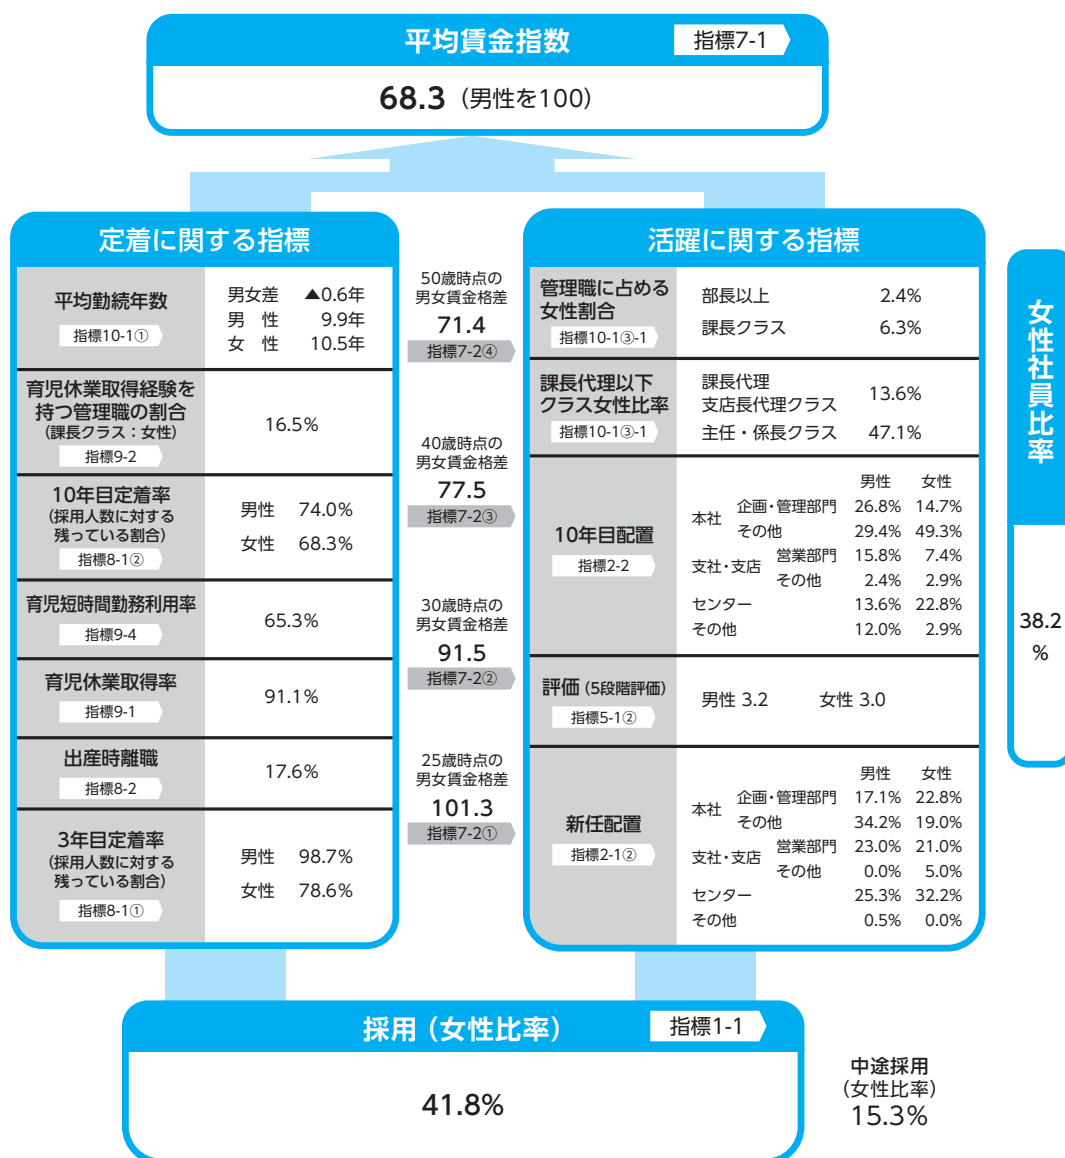 平均賃金指数
指標7-1
68.3（男性を100）
定着に関する指標
平均勤続年数
指標10-1①
男女差 ▲0.6年
男 性 9.9年
女 性 10.5年
育児休業取得経験を
持つ管理職の割合
（課長クラス：女性）
指標9-2
16.5%
10年目定着率
（採用人数に対する
残っている割合）
指標8-1②
男性 74.0%
女性 68.3%
育児短時間勤務利用率
指標9-4
65.3%
育児休業取得率
指標9-1
91.1%
出産時離職
指標8-2
17.6%
3年目定着率
（採用人数に対する
残っている割合）
指標8-1①
男性 98.7%
女性 78.6%
50歳時点の
男女賃金格差
71.4
指標7-2④
40歳時点の
男女賃金格差
77.5
指標7-2③
30歳時点の
男女賃金格差
91.5
指標7-2②
25歳時点の
男女賃金格差
101.3
指標7-2①
活躍に関する指標
管理職に占める
女性割合
指標10-1③-1
部長以上 2.4%
課長クラス 6.3%
課長代理以下
クラス女性比率
指標10-1③-1
課長代理
支店長代理クラス 13.6%
主任・係長クラス 47.1%
10年目配置
指標2-2
男性 女性
本社 企画・管理部門 26.8% 14.7%
その他 29.4% 49.3%
支社・支店 営業部門 15.8% 7.4%
その他 2.4% 2.9%
センター 13.6% 22.8%
その他 12.0% 2.9%
評価（5段階評価）
指標5-1②
男性 3.2 女性 3.0
新任配置
指標2-1②
男性 女性
本社 企画・管理部門 17.1% 22.8%
その他 34.2% 19.0%
支社・支店 営業部門 23.0% 21.0%
その他 0.0% 5.0%
センター 25.3% 32.2%
その他 0.5% 0.0%
女性社員比率
38.2
%
採用（女性比率）
指標1-1
41.8%
中途採用
（女性比率）
15.3%